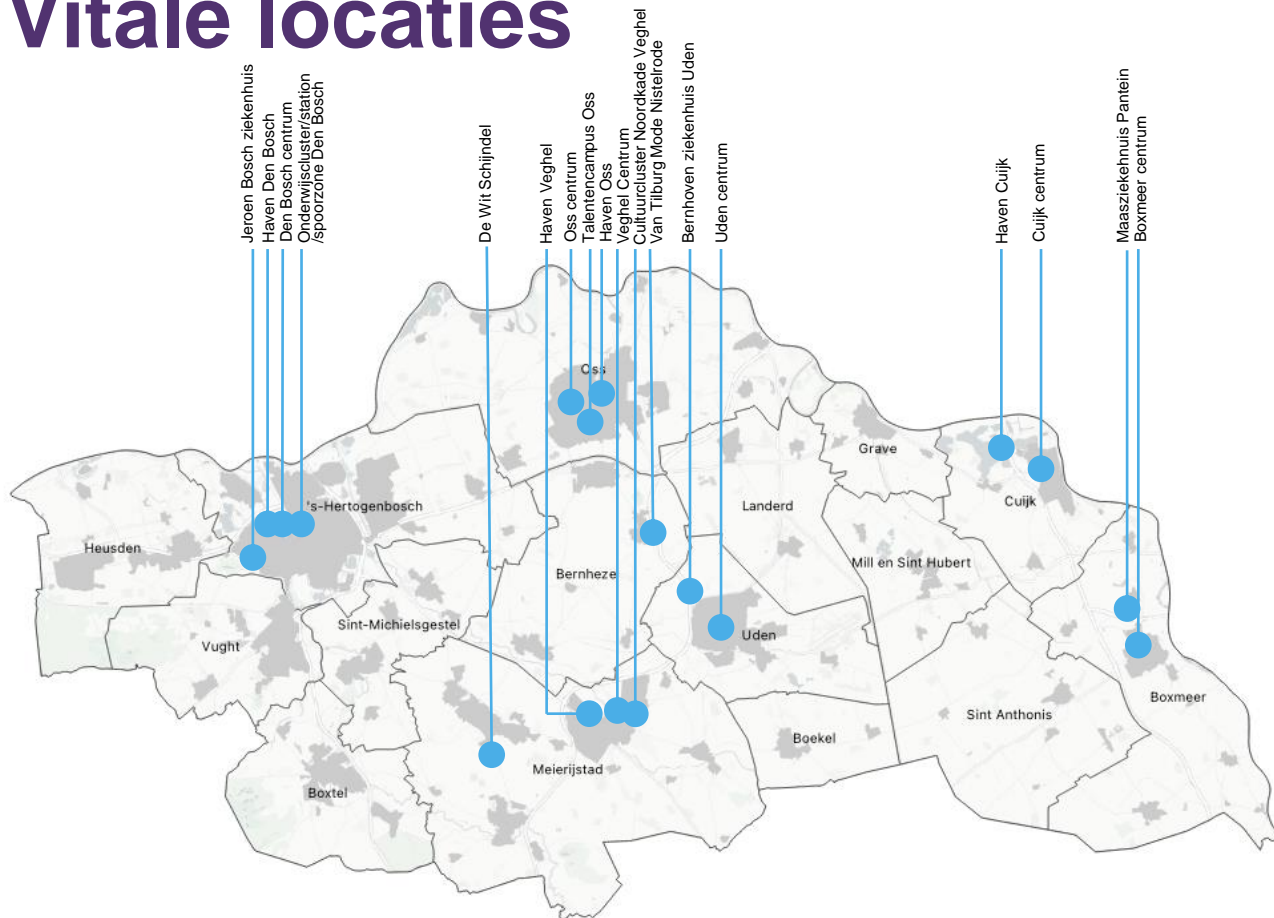 Vitale locaties
Jeroen Bosch ziekenhuis
Haven Den Bosch
Den Bosch centrum
Onderwijscluster/station
/spoorzone Den Bosch
De Wit Schijndel
Haven Veghel
Oss centrum
Talentencampus Oss
Haven Oss
Veghel Centrum
Cultuurcluster Noordkade Veghel
Van Tilburg Mode Nistelrode
Bernhoven ziekenhuis Uden
Uden centrum
Haven Cuijk
Cuijk centrum
Maasziekehnuis Pantein
Boxmeer centrum
Oss
Grave
Cuijk
's-Hertogenbosch
Landerd
Heusden
Mill en Sint Hubert
Bernheze
Sint-Michielsgestel
Uden
Vught
Boxmeer
Sint Anthonis
Boekel
Meierijstad
Boxtel